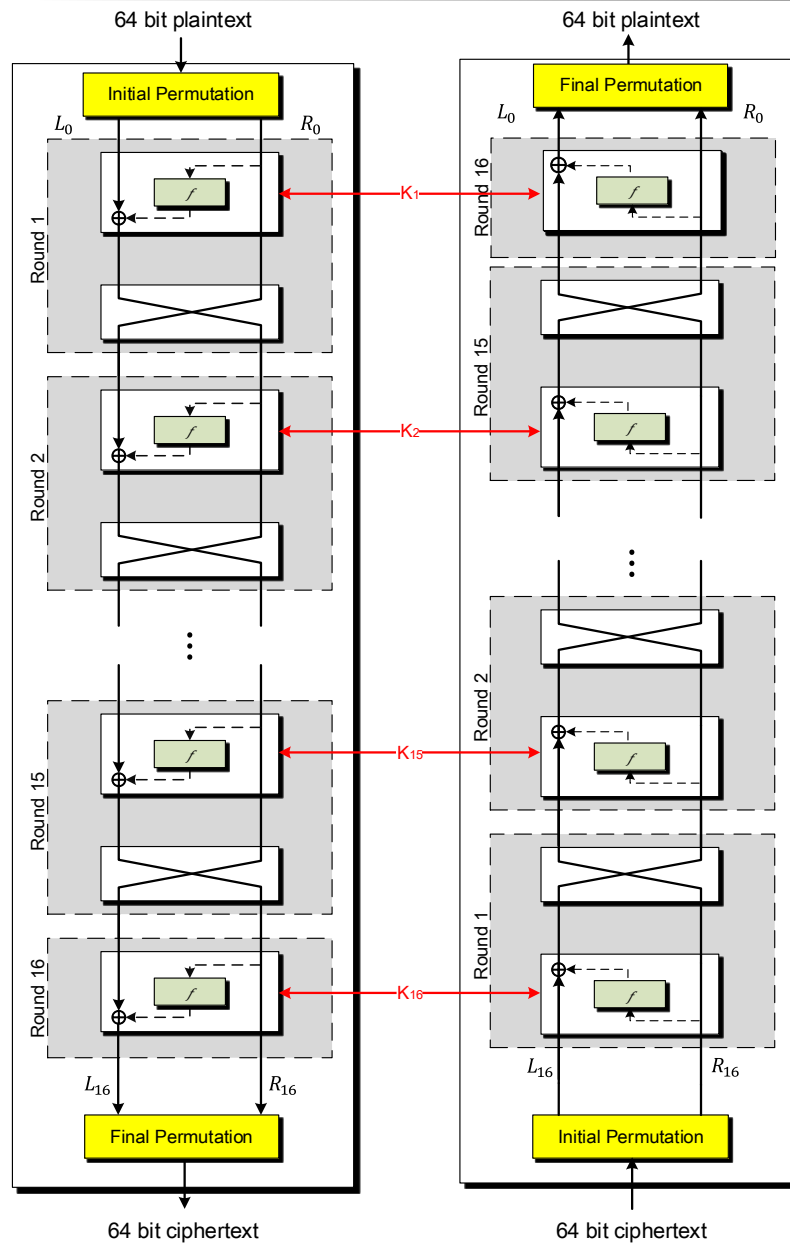 64 bit plaintext
Initial Permutation
L0
R0
Round 1
f
K1
Round 2
f
K2
⋮
Round 15
f
K15
Round 16
f
K16
L16
R16
Final Permutation
64 bit ciphertext
64 bit plaintext
Final Permutation
L0
R0
Round 16
f
Round 15
f
⋮
Round 2
f
Round 1
f
L16
R16
Initial Permutation
64 bit ciphertext